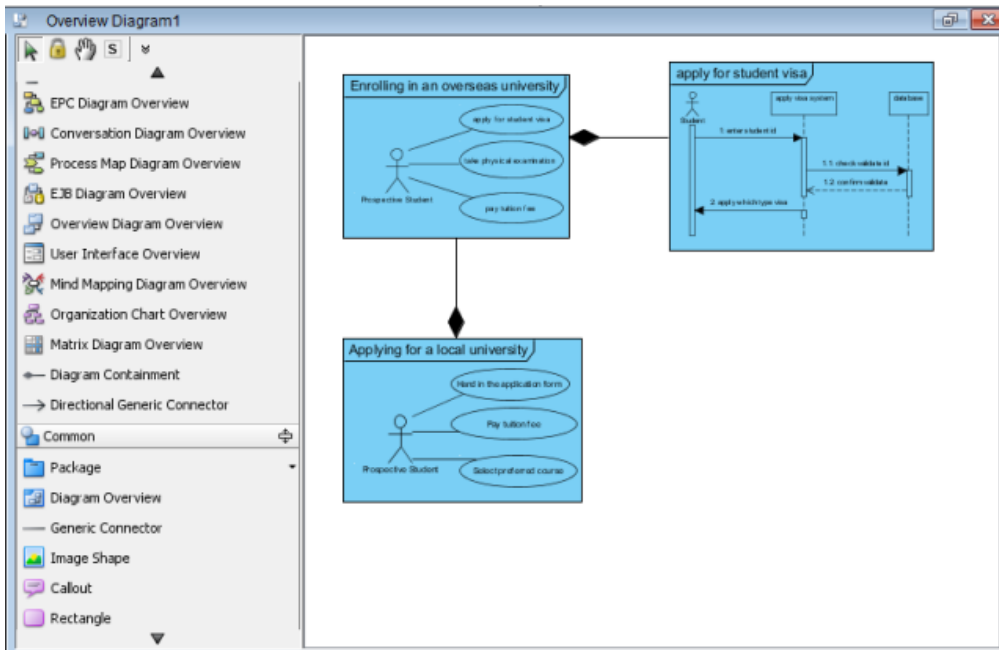 Overview Diagram1
S
EPC Diagram Overview
Conversation Diagram Overview
Process Map Diagram Overview
EJB Diagram Overview
Overview Diagram Overview
User Interface Overview
Mind Mapping Diagram Overview
Organization Chart Overview
Matrix Diagram Overview
Diagram Containment
Directional Generic Connector
Common
Package
Diagram Overview
Generic Connector
Image Shape
Callout
Rectangle
Enrolling in an overseas university
apply for student visa
take physical examination
Prospective Student
pay tuition fee
apply for student visa
apply visa system
database
Student
1. enter student id
1.1. check validate id
1.2. confirm validate
2. apply which type visa
Applying for a local university
Hand in the application form
Pay tuition fee
Prospective Student
Select preferred course